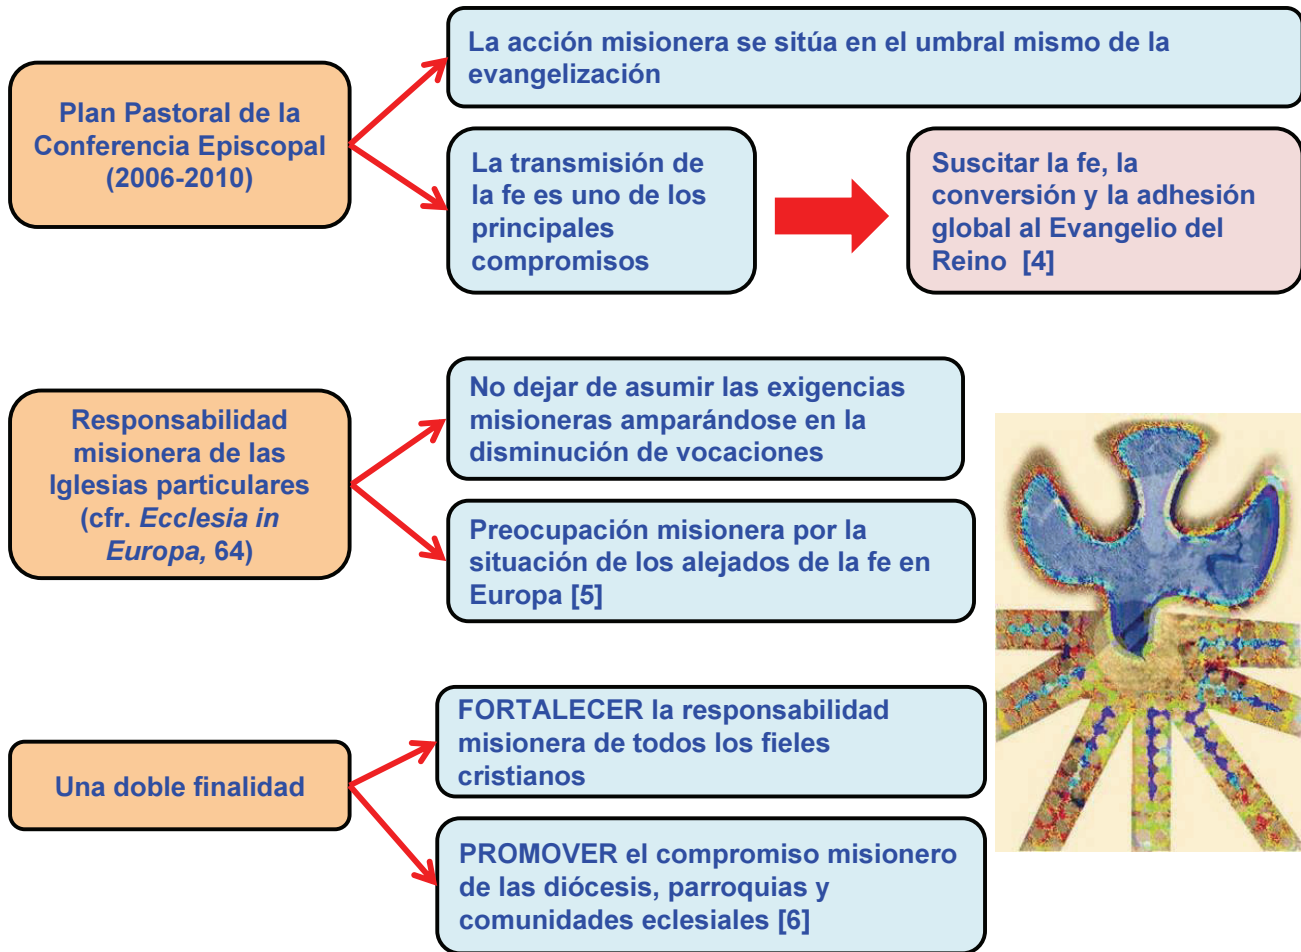 Plan Pastoral de la
Conferencia Episcopal
(2006-2010)
La acción misionera se sitúa en el umbral mismo de la
evangelización
La transmisión de
la fe es uno de los
principales
compromisos
Suscitar la fe, la
conversión y la adhesión
global al Evangelio del
Reino [4]
Responsabilidad
misionera de las
Iglesias particulares
(cfr. Ecclesia in
Europa, 64)
No dejar de asumir las exigencias
misioneras amparándose en la
disminución de vocaciones
Preocupación misionera por la
situación de los alejados de la fe en
Europa [5]
Una doble finalidad
FORTALECER la responsabilidad
misionera de todos los fieles
cristianos
PROMOVER el compromiso misionero
de las diócesis, parroquias y
comunidades eclesiales [6]